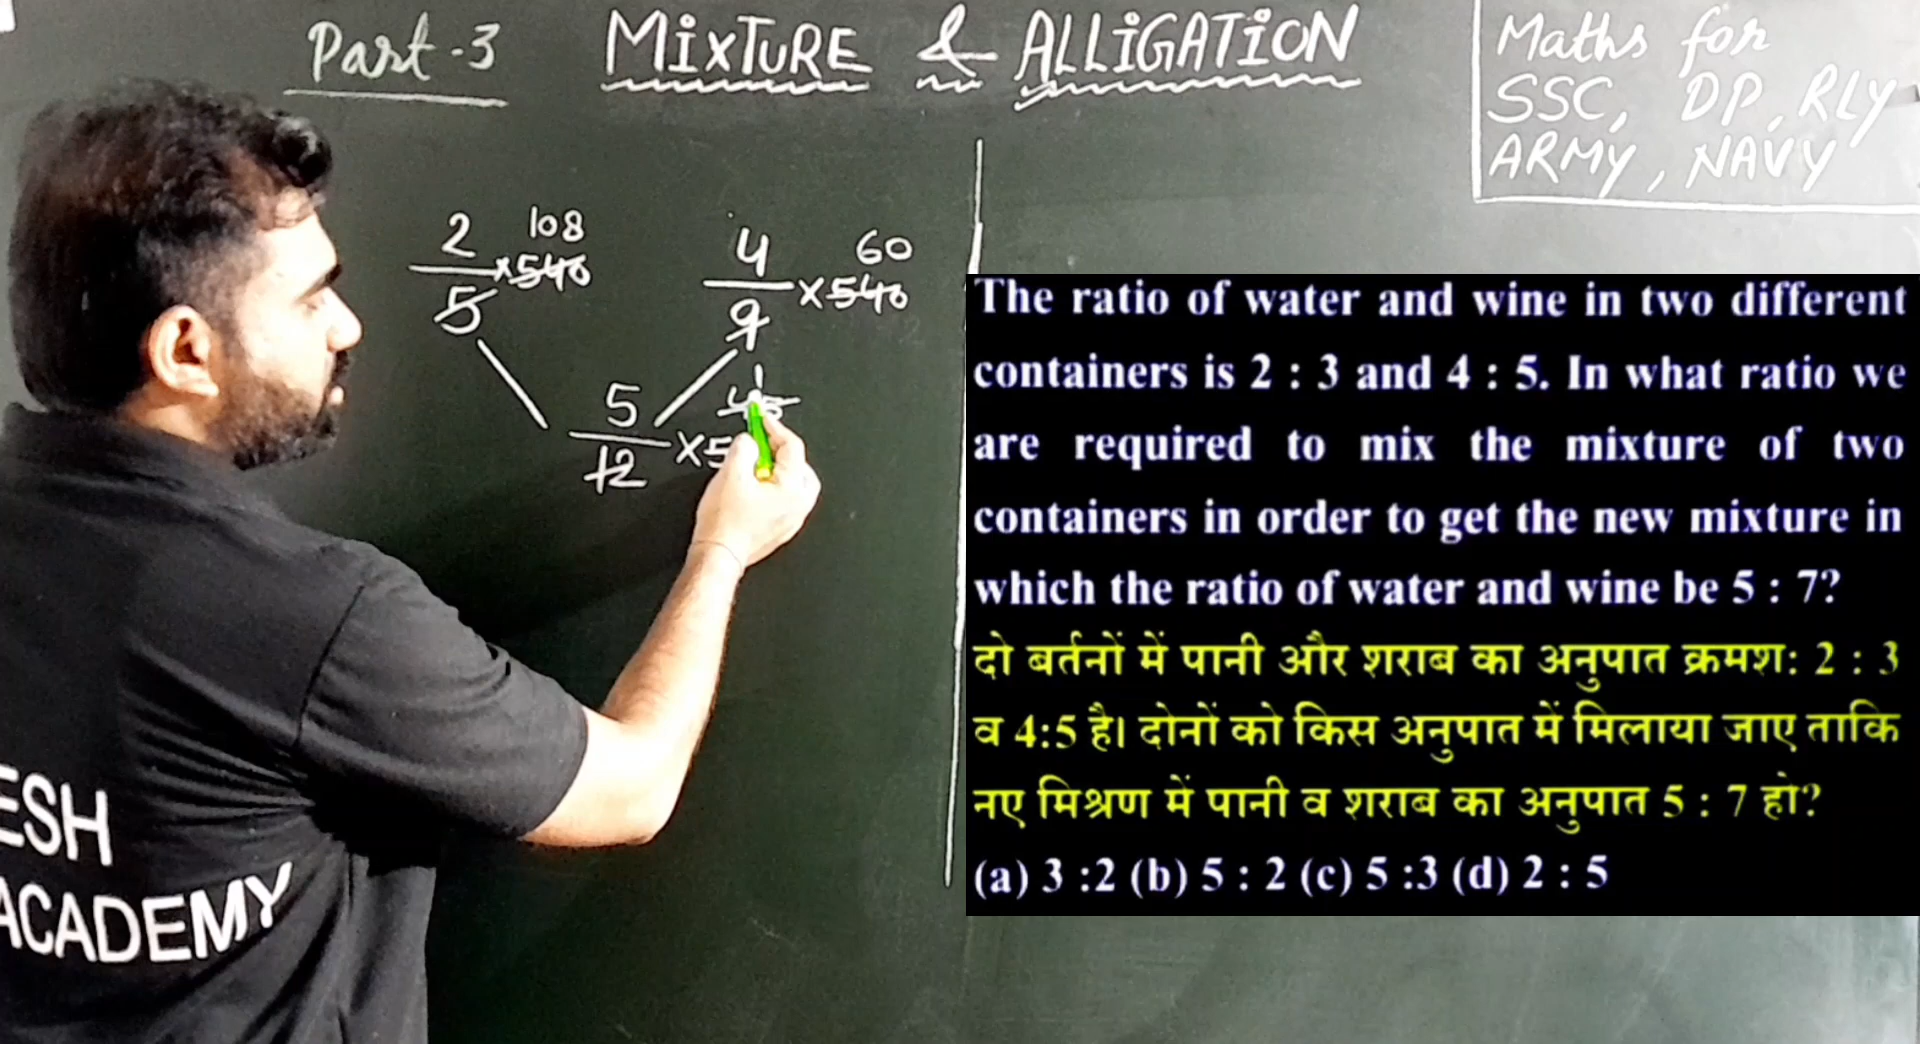 Part-3 MiXTURE & ALLiGATiON
Maths for
SSC, DP, RLY
ARMY, NAVY
2 108
×540
5
4 60
×540
9
1
45
5
×5
12
The ratio of water and wine in two different
containers is 2 : 3 and 4 : 5. In what ratio we
are required to mix the mixture of two
containers in order to get the new mixture in
which the ratio of water and wine be 5 : 7?
दो बर्तनों में पानी और शराब का अनुपात क्रमश: 2 : 3
व 4:5 है। दोनों को किस अनुपात में मिलाया जाए ताकि
नए मिश्रण में पानी व शराब का अनुपात 5 : 7 हो?
(a) 3 :2 (b) 5 : 2 (c) 5 :3 (d) 2 : 5
ESH
ACADEMY